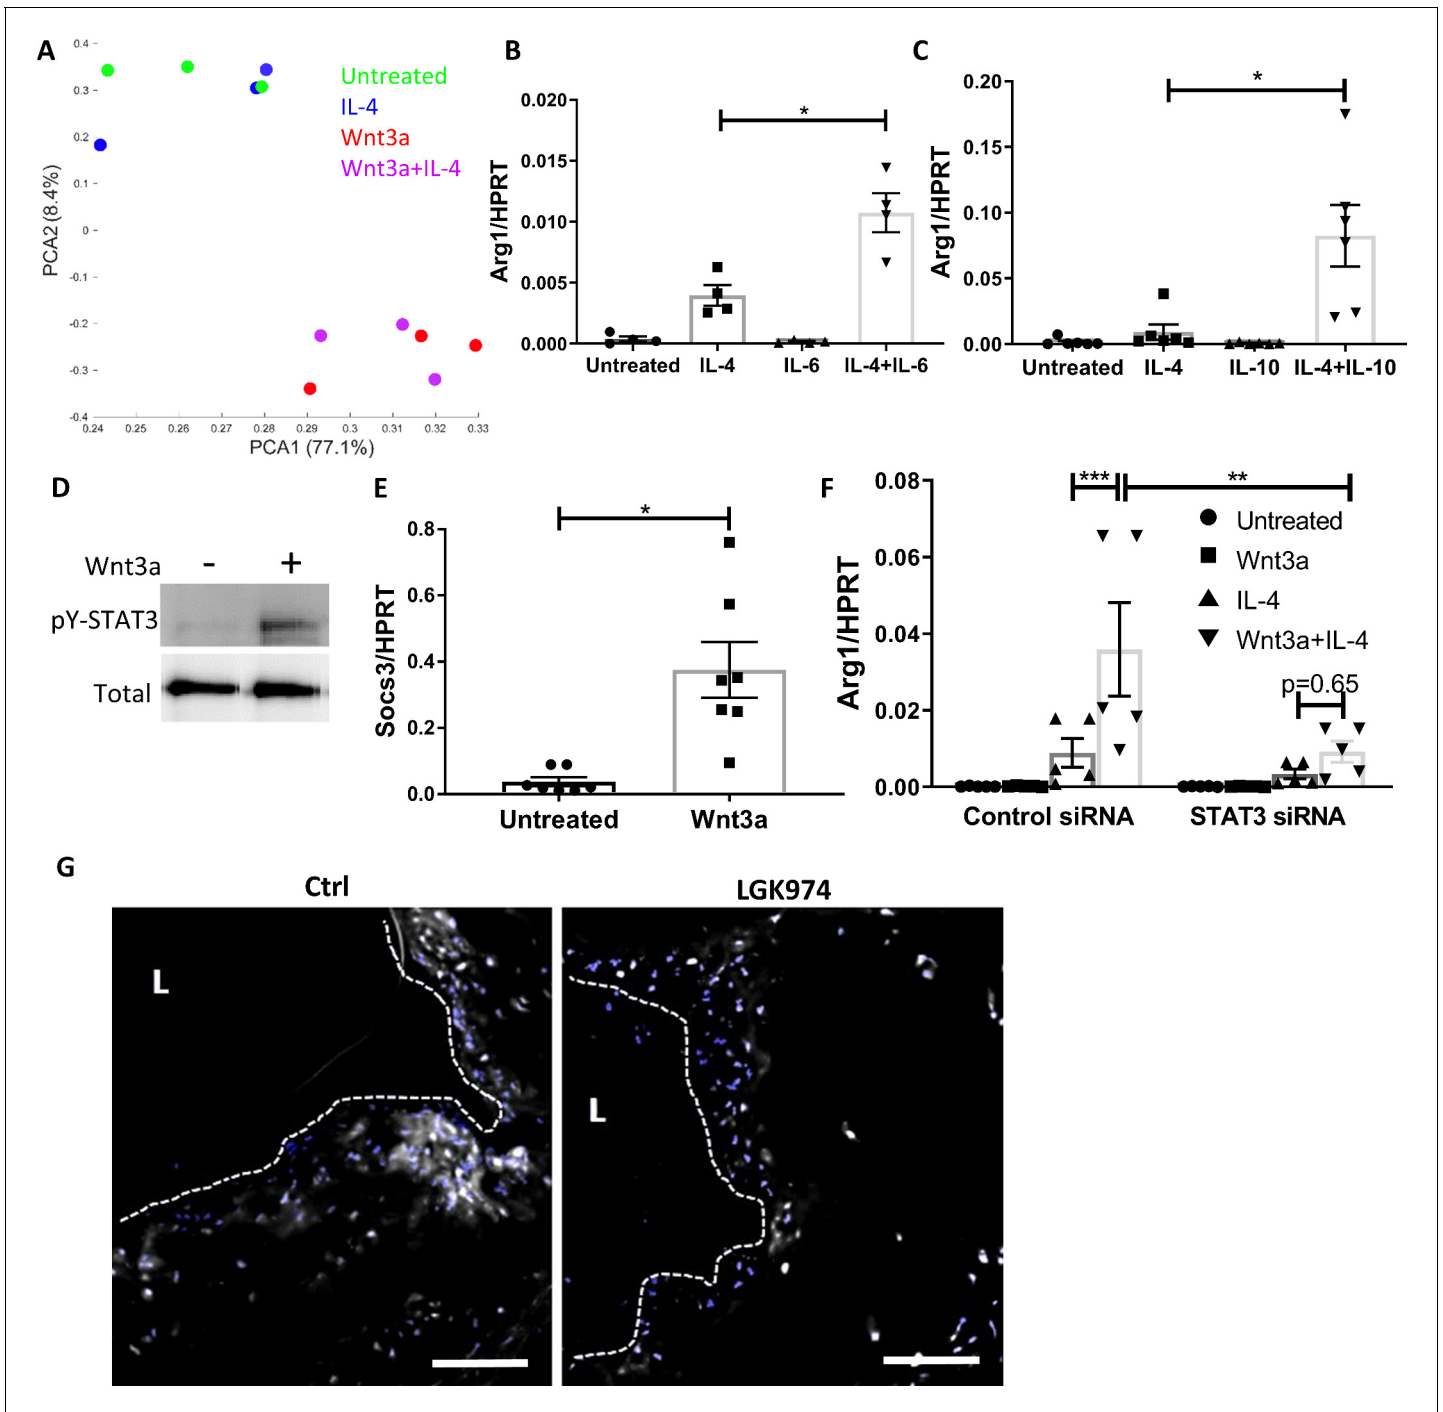 A
0.4
0.3
0.2
0.1
0
-0.1
-0.2
-0.3
-0.4
PCA2 (8.4%)
0.24 0.25 0.26 0.27 0.28 0.29 0.3 0.31 0.32 0.33
PCA1 (77.1%)
Untreated
IL-4
Wnt3a
Wnt3a+IL-4
B
0.020
0.015
0.010
0.005
0.000
Arg1/HPRT
*
Untreated IL-4 IL-6 IL-4+IL-6
C
0.20
0.15
0.10
0.05
0.00
Arg1/HPRT
*
Untreated IL-4 IL-10 IL-4+IL-10
D
Wnt3a - +
pY-STAT3
Total
E
0.8
0.6
0.4
0.2
0.0
Socs3/HPRT
*
Untreated Wnt3a
F
0.08
0.06
0.04
0.02
0.00
Arg1/HPRT
*** **
Untreated
Wnt3a
IL-4
Wnt3a+IL-4
p=0.65
Control siRNA STAT3 siRNA
G
Ctrl LGK974
L
L